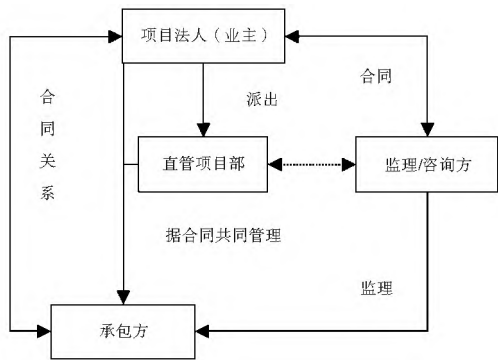 项目法人（业主）
合同关系
派出
合同
直管项目部
监理/咨询方
据合同共同管理
监理
承包方